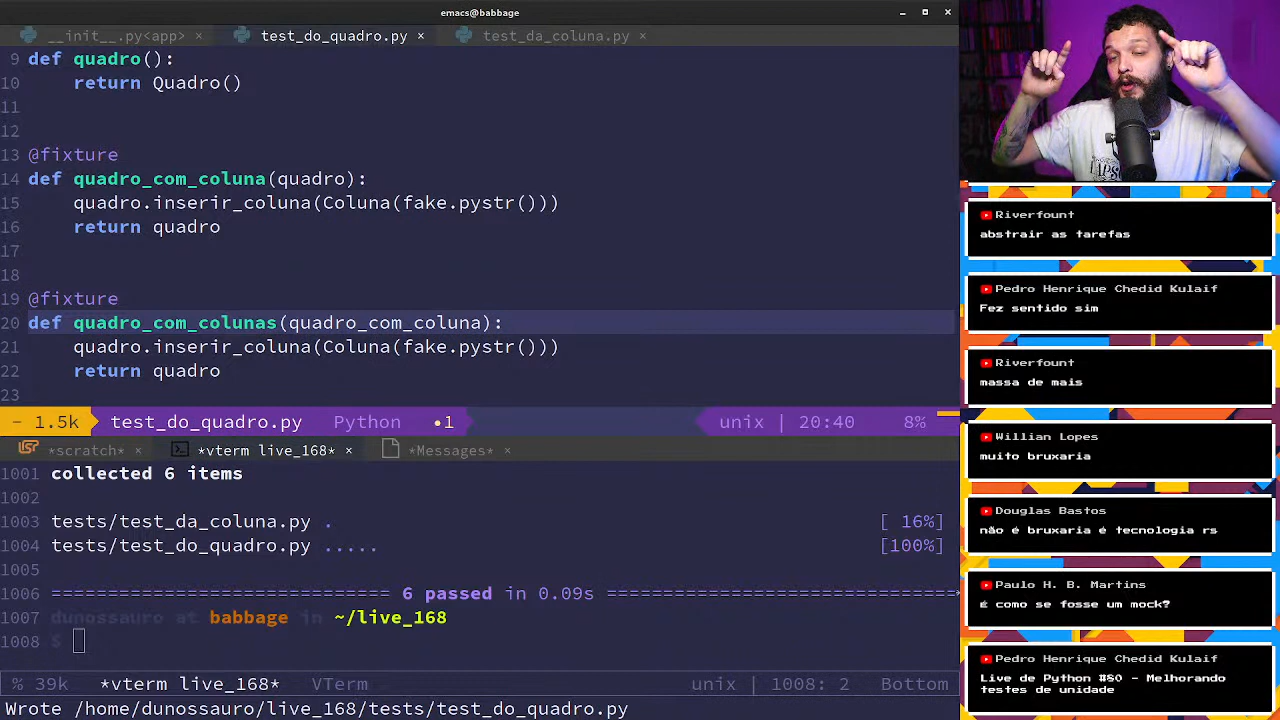 emacs@babbage
__init__.py<app> × test_do_quadro.py × test_da_coluna.py ×
9 def quadro():
10 return Quadro()
11
12
13 @fixture
14 def quadro_com_coluna(quadro):
15 quadro.inserir_coluna(Coluna(fake.pystr()))
16 return quadro
17
18
19 @fixture
20 def quadro_com_colunas(quadro_com_coluna):
21 quadro.inserir_coluna(Coluna(fake.pystr()))
22 return quadro
23
- 1.5k test_do_quadro.py Python •1 unix | 20:40 8%
*scratch* × *vterm live_168* × *Messages* ×
1001 collected 6 items
1002
1003 tests/test_da_coluna.py . [ 16%]
1004 tests/test_do_quadro.py ..... [100%]
1005
1006 ============================== 6 passed in 0.09s ===============================
1007 dunossauro at babbage in ~/live_168
1008 $
% 39k *vterm live_168* VTerm unix | 1008: 2 Bottom
Wrote /home/dunossauro/live_168/tests/test_do_quadro.py
Riverfount
abstrair as tarefas
Pedro Henrique Chedid Kulaif
Fez sentido sim
Riverfount
massa de mais
Willian Lopes
muito bruxaria
Douglas Bastos
não é bruxaria é tecnologia rs
Paulo H. B. Martins
É como se fosse um mock?
Pedro Henrique Chedid Kulaif
Live de Python #80 - Melhorando
testes de unidade